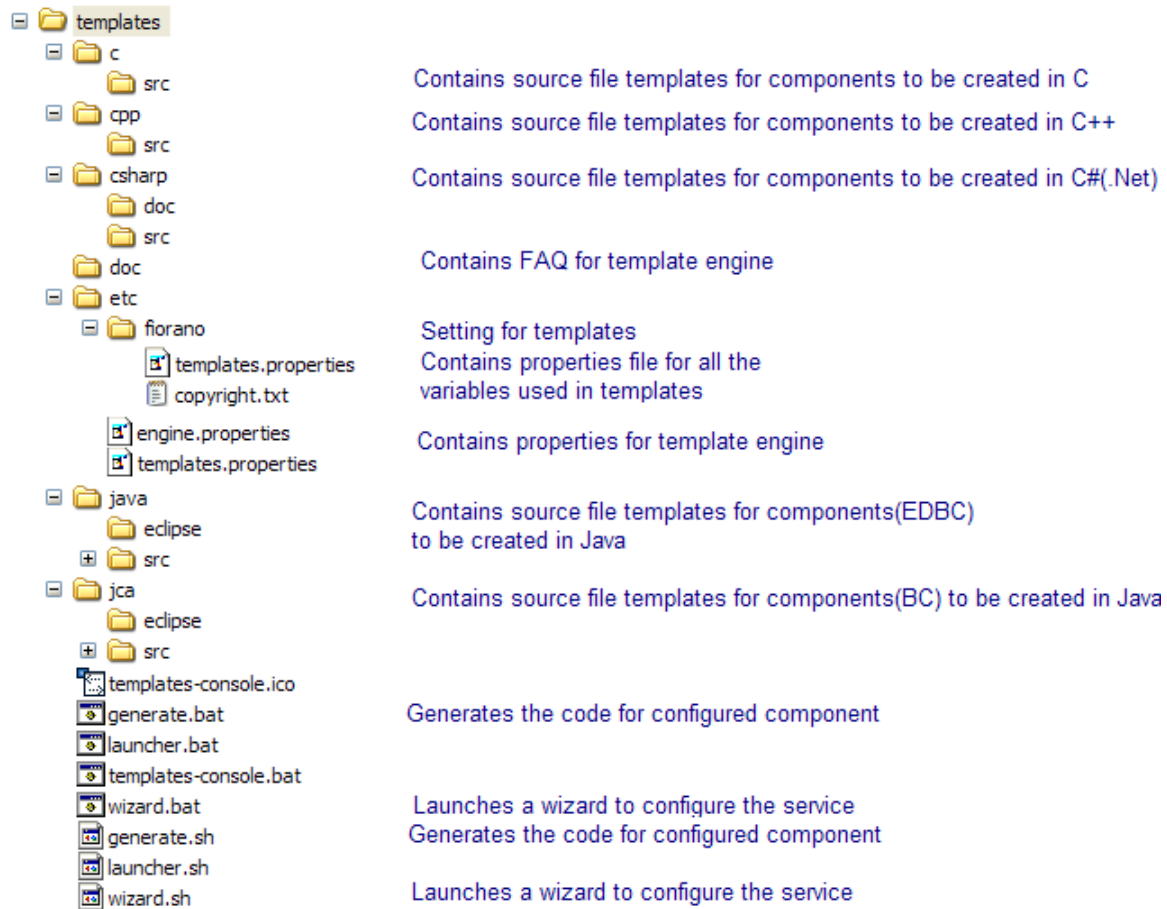 templates
c
src
Contains source file templates for components to be created in C
cpp
Contains source file templates for components to be created in C++
src
csharp
Contains source file templates for components to be created in C#(.Net)
doc
src
doc
Contains FAQ for template engine
etc
fiorano
Setting for templates
templates.properties
Contains properties file for all the
copyright.txt
variables used in templates
engine.properties
Contains properties for template engine
templates.properties
java
Contains source file templates for components(EDBC)
eclipse
to be created in Java
src
jca
Contains source file templates for components(BC) to be created in Java
eclipse
src
templates-console.ico
generate.bat
Generates the code for configured component
launcher.bat
templates-console.bat
wizard.bat
Launches a wizard to configure the service
generate.sh
Generates the code for configured component
launcher.sh
wizard.sh
Launches a wizard to configure the service